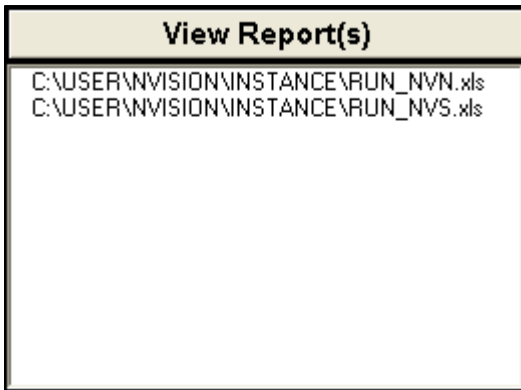 View Report(s)
C:\USER\NVISION\INSTANCE\RUN_NVN.xls
C:\USER\NVISION\INSTANCE\RUN_NVS.xls